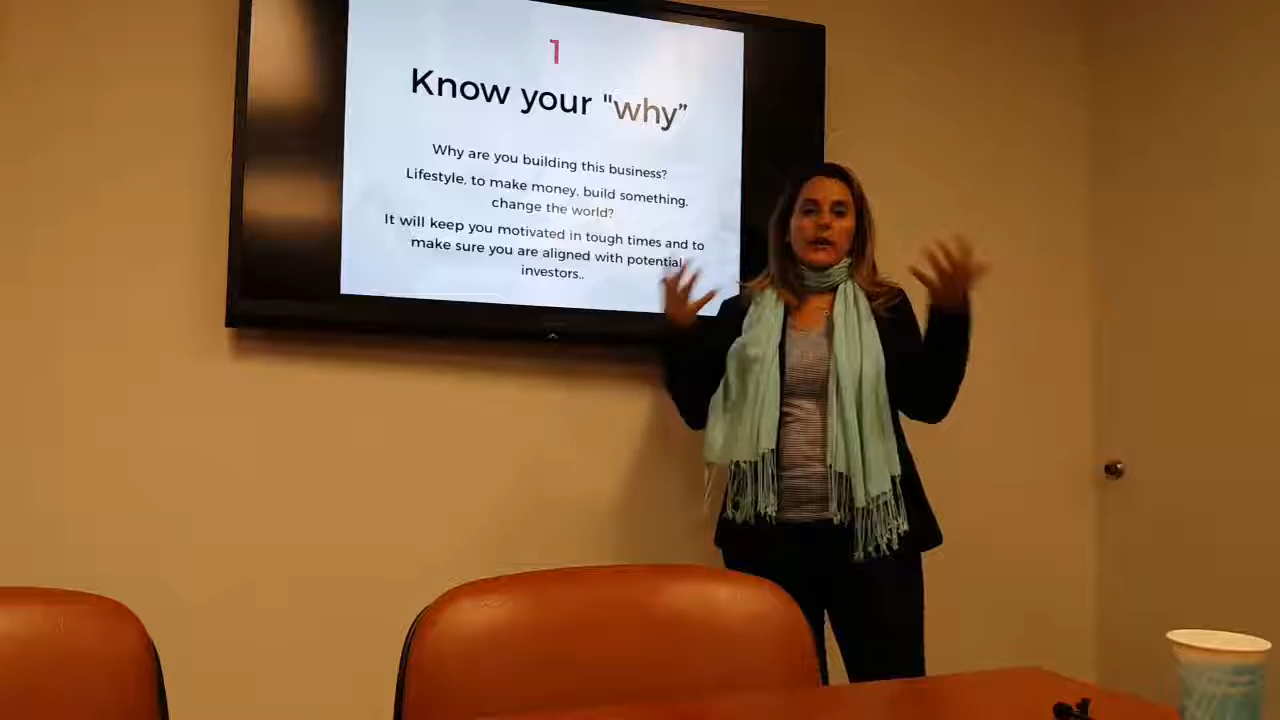 1
Know your "why”
Why are you building this business?
Lifestyle, to make money, build something,
change the world?
It will keep you motivated in tough times and to
make sure you are aligned with potential
investors..